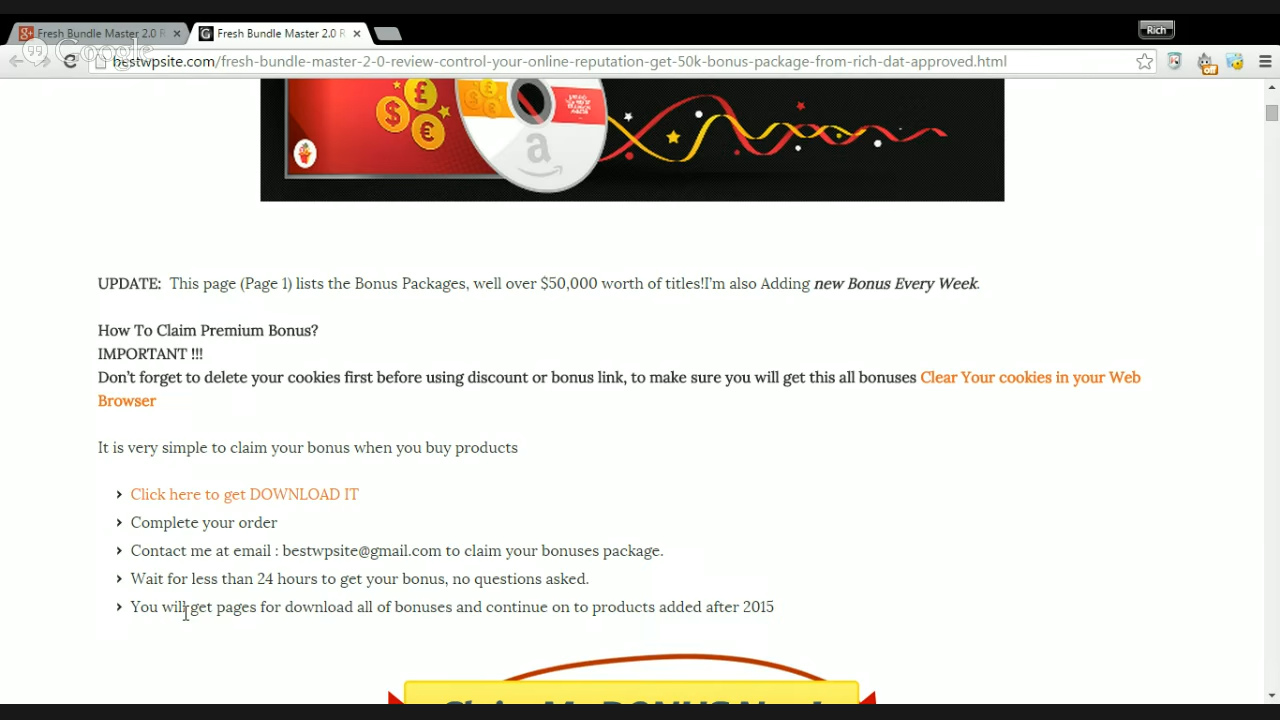 Fresh Bundle Master 2.0 R
Fresh Bundle Master 2.0 R
Rich
Google
bestwpsite.com/fresh-bundle-master-2-0-review-control-your-online-reputation-get-50k-bonus-package-from-rich-dat-approved.html
off
UPDATE: This page (Page 1) lists the Bonus Packages, well over $50,000 worth of titles!I'm also Adding new Bonus Every Week.
How To Claim Premium Bonus?
IMPORTANT !!!
Don't forget to delete your cookies first before using discount or bonus link, to make sure you will get this all bonuses Clear Your cookies in your Web
Browser
It is very simple to claim your bonus when you buy products
Click here to get DOWNLOAD IT
Complete your order
Contact me at email : bestwpsite@gmail.com to claim your bonuses package.
Wait for less than 24 hours to get your bonus, no questions asked.
You will get pages for download all of bonuses and continue on to products added after 2015